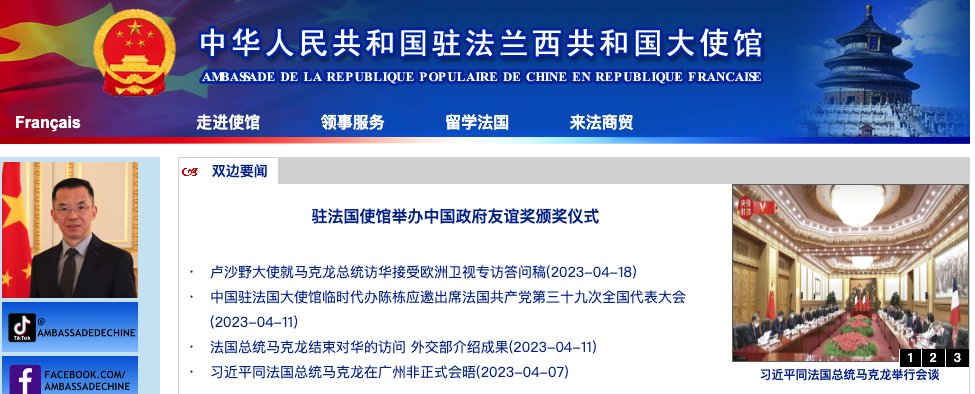 中华人民共和国驻法兰西共和国大使馆
AMBASSADE DE LA REPUBLIQUE POPULAIRE DE CHINE EN REPUBLIQUE FRANCAISE
Français 走进使馆 领事服务 留学法国 来法商贸
双边要闻
驻法国使馆举办中国政府友谊奖颁奖仪式
· 卢沙野大使就马克龙总统访华接受欧洲卫视专访答问稿(2023-04-18)
· 中国驻法国大使馆临时代办陈栋应邀出席法国共产党第三十九次全国代表大会
(2023-04-11)
· 法国总统马克龙结束对华的访问 外交部介绍成果(2023-04-11)
· 习近平同法国总统马克龙在广州非正式会晤(2023-04-07)
央视
时政
1 2 3
习近平同法国总统马克龙举行会谈
TikTok
@
AMBASSADEDECHINE
FACEBOOK.COM/
AMBASSADECHINE